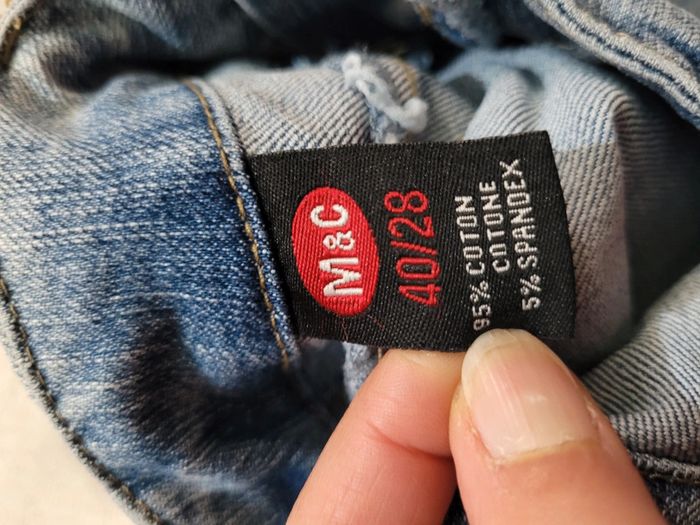 M&C
40/28
95% COTON
COTONE
5% SPANDEX